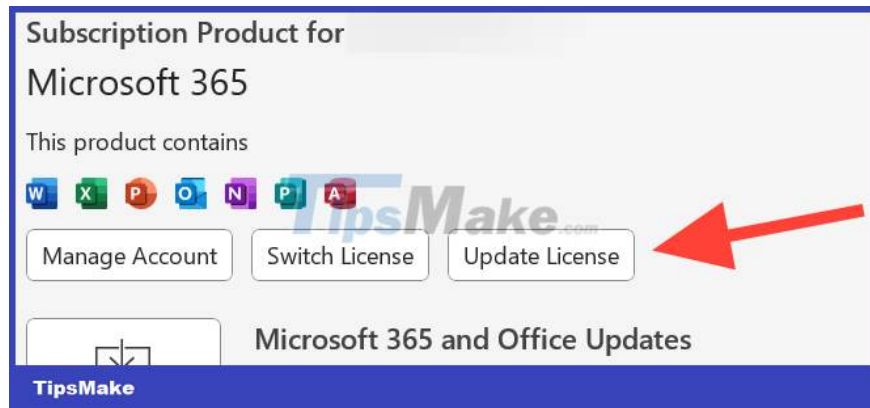 Subscription Product for
Microsoft 365
This product contains
W X P O N P A
TipsMake.com
Manage Account Switch License Update License
Microsoft 365 and Office Updates
TipsMake